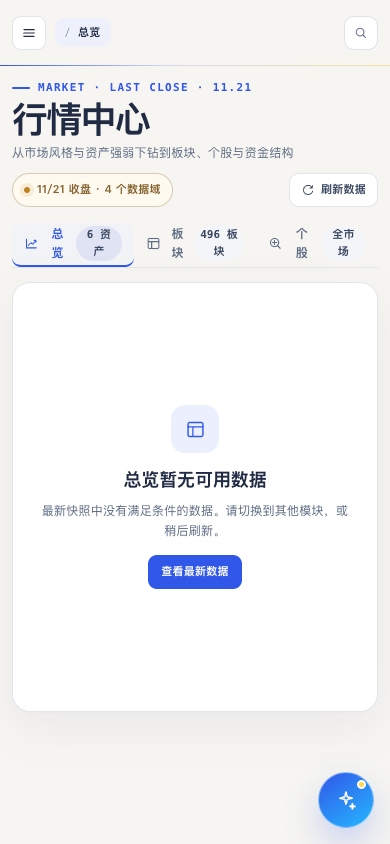 / 总览
MARKET · LAST CLOSE · 11.21
行情中心
从市场风格与资产强弱下钻到板块、个股与资金结构
11/21 收盘 · 4 个数据域
刷新数据
总览
6 资产
板块
496 板块
个股
全市场
总览暂无可用数据
最新快照中没有满足条件的数据。请切换到其他模块，或
稍后刷新。
查看最新数据